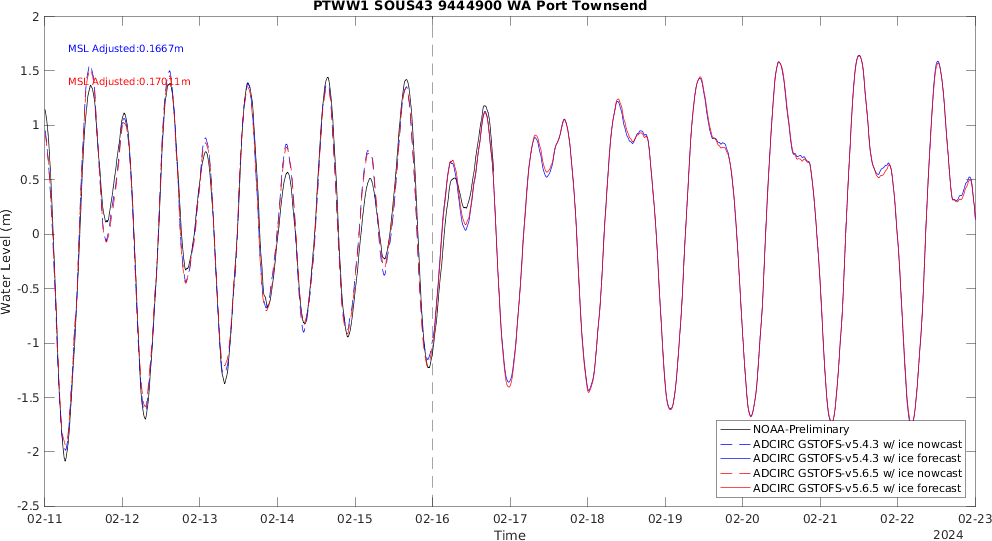 PTWW1 SOUS43 9444900 WA Port Townsend
MSL Adjusted:0.1667m
MSL Adjusted:0.17011m
Water Level (m)
2
1.5
1
0.5
0
-0.5
-1
-1.5
-2
-2.5
NOAA-Preliminary
ADCIRC GSTOFS-v5.4.3 w/ ice nowcast
ADCIRC GSTOFS-v5.4.3 w/ ice forecast
ADCIRC GSTOFS-v5.6.5 w/ ice nowcast
ADCIRC GSTOFS-v5.6.5 w/ ice forecast
02-11 02-12 02-13 02-14 02-15 02-16 02-17 02-18 02-19 02-20 02-21 02-22 02-23
Time
2024